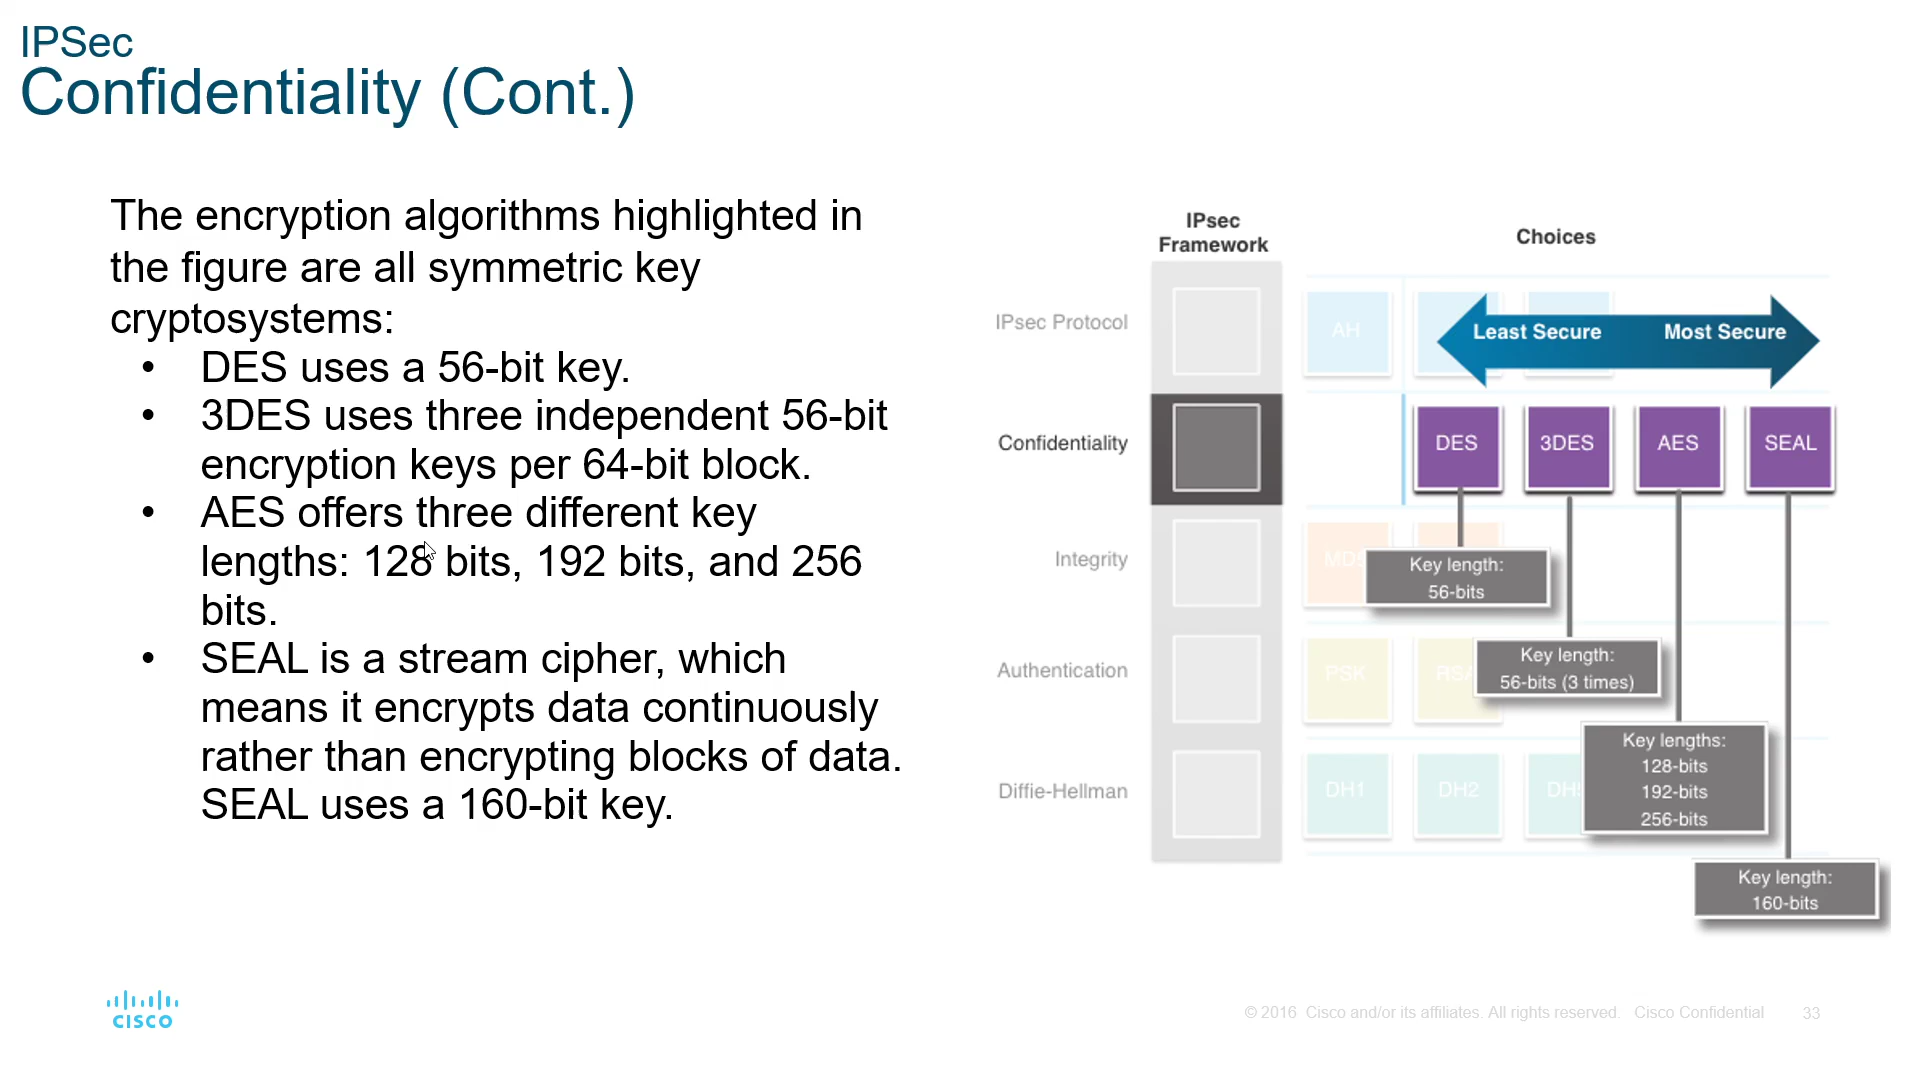 IPSec
Confidentiality (Cont.)
The encryption algorithms highlighted in
the figure are all symmetric key
cryptosystems:
• DES uses a 56-bit key.
• 3DES uses three independent 56-bit
encryption keys per 64-bit block.
• AES offers three different key
lengths: 128 bits, 192 bits, and 256
bits.
• SEAL is a stream cipher, which
means it encrypts data continuously
rather than encrypting blocks of data.
SEAL uses a 160-bit key.
IPsec
Framework
Choices
IPsec Protocol
AH
Least Secure
Most Secure
Confidentiality
DES
3DES
AES
SEAL
Integrity
Key length:
56-bits
Authentication
PSK
Key length:
56-bits (3 times)
Diffie-Hellman
DH1
DH2
Key lengths:
128-bits
192-bits
256-bits
Key length:
160-bits
CISCO
© 2016 Cisco and/or its affiliates. All rights reserved. Cisco Confidential
33